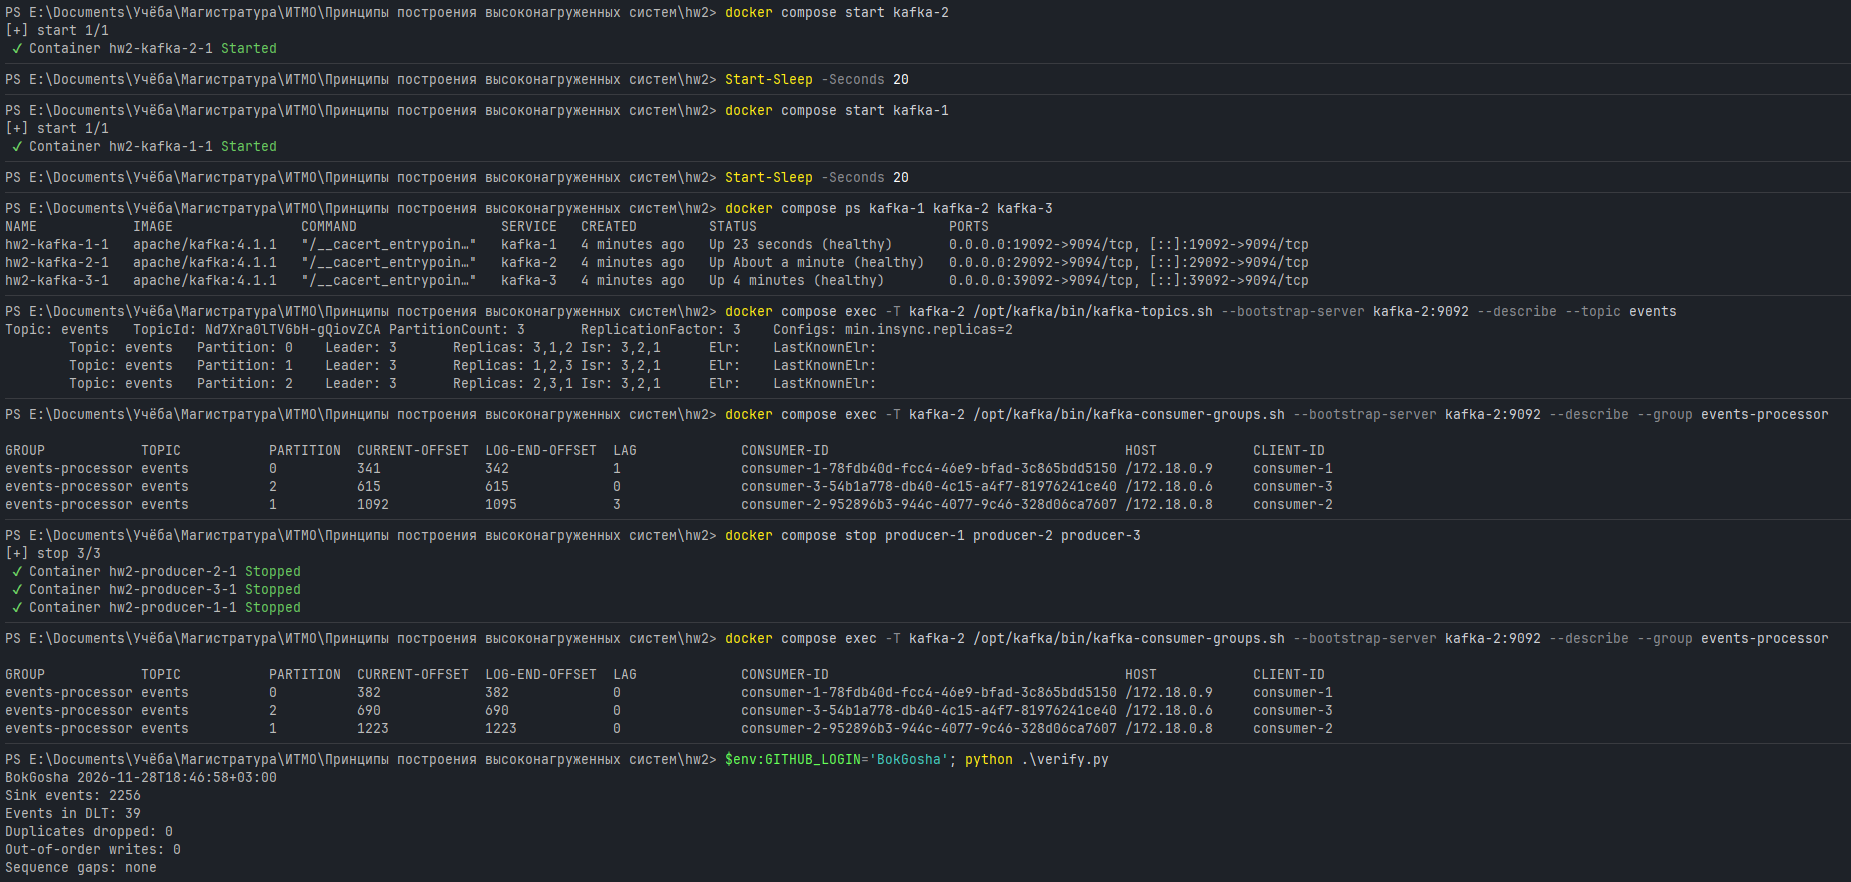 PS E:\Documents\Учёба\Магистратура\ИТМО\Принципы построения высоконагруженных систем\hw2> docker compose start kafka-2
[+] start 1/1
✓ Container hw2-kafka-2-1 Started
PS E:\Documents\Учёба\Магистратура\ИТМО\Принципы построения высоконагруженных систем\hw2> Start-Sleep -Seconds 20
PS E:\Documents\Учёба\Магистратура\ИТМО\Принципы построения высоконагруженных систем\hw2> docker compose start kafka-1
[+] start 1/1
✓ Container hw2-kafka-1-1 Started
PS E:\Documents\Учёба\Магистратура\ИТМО\Принципы построения высоконагруженных систем\hw2> Start-Sleep -Seconds 20
PS E:\Documents\Учёба\Магистратура\ИТМО\Принципы построения высоконагруженных систем\hw2> docker compose ps kafka-1 kafka-2 kafka-3
NAME IMAGE COMMAND SERVICE CREATED STATUS PORTS
hw2-kafka-1-1 apache/kafka:4.1.1 "/__cacert_entrypoin…" kafka-1 4 minutes ago Up 23 seconds (healthy) 0.0.0.0:19092->9094/tcp, [::]:19092->9094/tcp
hw2-kafka-2-1 apache/kafka:4.1.1 "/__cacert_entrypoin…" kafka-2 4 minutes ago Up About a minute (healthy) 0.0.0.0:29092->9094/tcp, [::]:29092->9094/tcp
hw2-kafka-3-1 apache/kafka:4.1.1 "/__cacert_entrypoin…" kafka-3 4 minutes ago Up 4 minutes (healthy) 0.0.0.0:39092->9094/tcp, [::]:39092->9094/tcp
PS E:\Documents\Учёба\Магистратура\ИТМО\Принципы построения высоконагруженных систем\hw2> docker compose exec -T kafka-2 /opt/kafka/bin/kafka-topics.sh --bootstrap-server kafka-2:9092 --describe --topic events
Topic: events TopicId: Nd7Xra0lTVGbH-gQiovZCA PartitionCount: 3 ReplicationFactor: 3 Configs: min.insync.replicas=2
Topic: events Partition: 0 Leader: 3 Replicas: 3,1,2 Isr: 3,2,1 Elr: LastKnownElr:
Topic: events Partition: 1 Leader: 3 Replicas: 1,2,3 Isr: 3,2,1 Elr: LastKnownElr:
Topic: events Partition: 2 Leader: 3 Replicas: 2,3,1 Isr: 3,2,1 Elr: LastKnownElr:
PS E:\Documents\Учёба\Магистратура\ИТМО\Принципы построения высоконагруженных систем\hw2> docker compose exec -T kafka-2 /opt/kafka/bin/kafka-consumer-groups.sh --bootstrap-server kafka-2:9092 --describe --group events-processor
GROUP TOPIC PARTITION CURRENT-OFFSET LOG-END-OFFSET LAG CONSUMER-ID HOST CLIENT-ID
events-processor events 0 341 342 1 consumer-1-78fdb40d-fcc4-46e9-bfad-3c865bdd5150 /172.18.0.9 consumer-1
events-processor events 2 615 615 0 consumer-3-54b1a778-db40-4c15-a4f7-81976241ce40 /172.18.0.6 consumer-3
events-processor events 1 1092 1095 3 consumer-2-952896b3-944c-4077-9c46-328d06ca7607 /172.18.0.8 consumer-2
PS E:\Documents\Учёба\Магистратура\ИТМО\Принципы построения высоконагруженных систем\hw2> docker compose stop producer-1 producer-2 producer-3
[+] stop 3/3
✓ Container hw2-producer-2-1 Stopped
✓ Container hw2-producer-3-1 Stopped
✓ Container hw2-producer-1-1 Stopped
PS E:\Documents\Учёба\Магистратура\ИТМО\Принципы построения высоконагруженных систем\hw2> docker compose exec -T kafka-2 /opt/kafka/bin/kafka-consumer-groups.sh --bootstrap-server kafka-2:9092 --describe --group events-processor
GROUP TOPIC PARTITION CURRENT-OFFSET LOG-END-OFFSET LAG CONSUMER-ID HOST CLIENT-ID
events-processor events 0 382 382 0 consumer-1-78fdb40d-fcc4-46e9-bfad-3c865bdd5150 /172.18.0.9 consumer-1
events-processor events 2 690 690 0 consumer-3-54b1a778-db40-4c15-a4f7-81976241ce40 /172.18.0.6 consumer-3
events-processor events 1 1223 1223 0 consumer-2-952896b3-944c-4077-9c46-328d06ca7607 /172.18.0.8 consumer-2
PS E:\Documents\Учёба\Магистратура\ИТМО\Принципы построения высоконагруженных систем\hw2> $env:GITHUB_LOGIN='BokGosha'; python .\verify.py
BokGosha 2026-11-28T18:46:58+03:00
Sink events: 2256
Events in DLT: 39
Duplicates dropped: 0
Out-of-order writes: 0
Sequence gaps: none